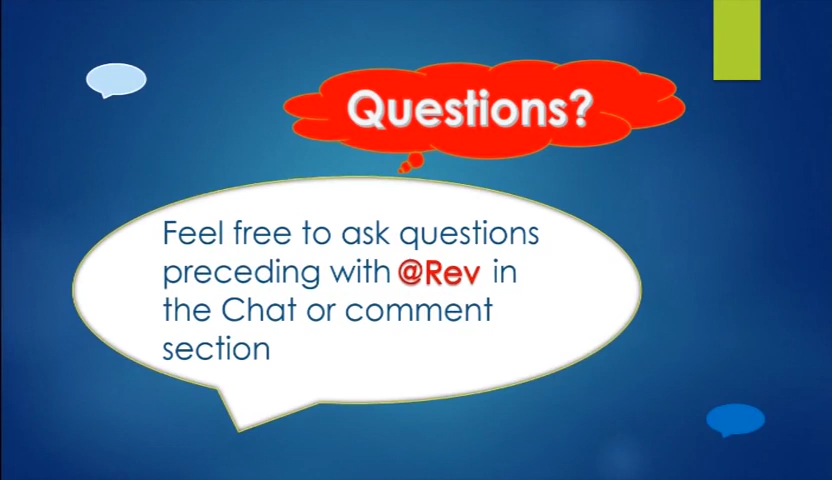 Questions?
Feel free to ask questions
preceding with @Rev in
the Chat or comment
section